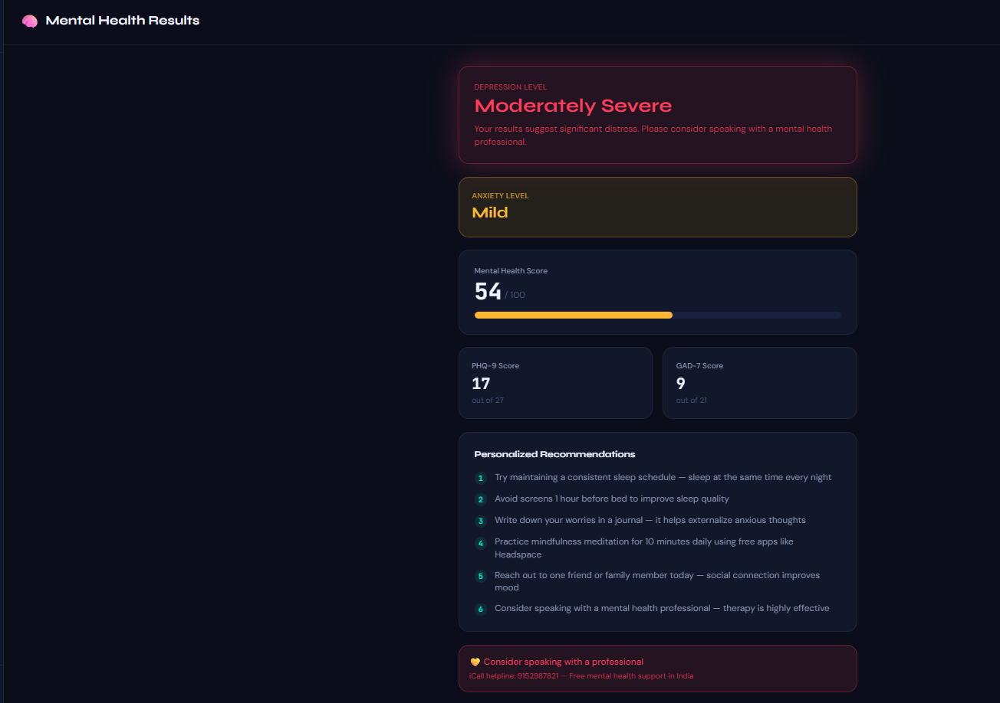 Mental Health Results
DEPRESSION LEVEL
Moderately Severe
Your results suggest significant distress. Please consider speaking with a mental health
professional.
ANXIETY LEVEL
Mild
Mental Health Score
54 / 100
PHQ-9 Score
17
out of 27
GAD-7 Score
9
out of 21
Personalized Recommendations
1 Try maintaining a consistent sleep schedule — sleep at the same time every night
2 Avoid screens 1 hour before bed to improve sleep quality
3 Write down your worries in a journal — it helps externalize anxious thoughts
4 Practice mindfulness meditation for 10 minutes daily using free apps like
Headspace
5 Reach out to one friend or family member today — social connection improves
mood
6 Consider speaking with a mental health professional — therapy is highly effective
💛 Consider speaking with a professional
iCall helpline: 9152987821 — Free mental health support in India